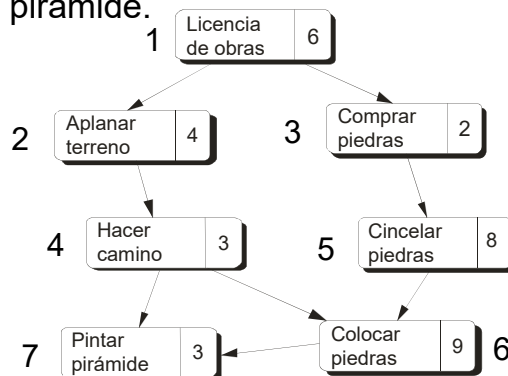 pirámide.
1
Licencia
de obras
6
2
Aplanar
terreno
4
3
Comprar
piedras
2
4
Hacer
camino
3
5
Cincelar
piedras
8
7
Pintar
pirámide
3
Colocar
piedras
9
6